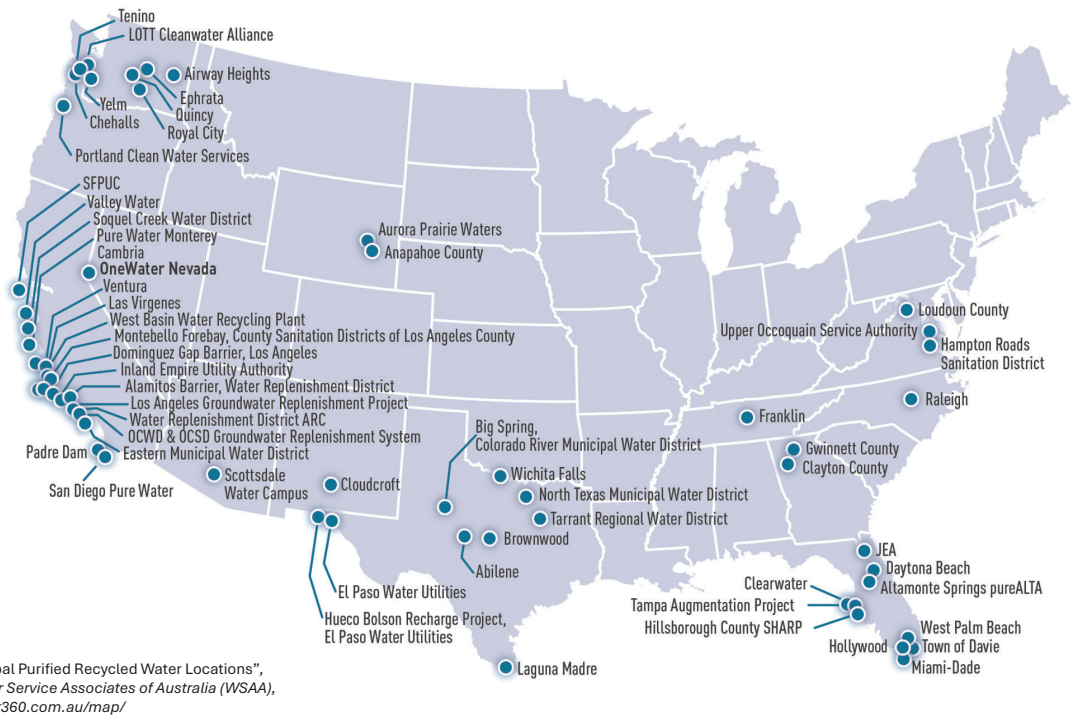 Tenino
LOTT Cleanwater Alliance
Airway Heights
Ephrata
Yelm
Quincy
Chehalls
Royal City
Portland Clean Water Services
SFPUC
Valley Water
Soquel Creek Water District
Pure Water Monterey
Cambria
OneWater Nevada
Ventura
Las Virgenes
West Basin Water Recycling Plant
Montebello Forebay, County Sanitation Districts of Los Angeles County
Dominguez Gap Barrier, Los Angeles
Inland Empire Utility Authority
Alamitos Barrier, Water Replenishment District
Los Angeles Groundwater Replenishment Project
Water Replenishment District ARC
OCWD & OCSD Groundwater Replenishment System
Eastern Municipal Water District
Padre Dam
San Diego Pure Water
Scottsdale
Water Campus
Aurora Prairie Waters
Anapahoe County
Cloudcroft
El Paso Water Utilities
Hueco Bolson Recharge Project,
El Paso Water Utilities
Big Spring,
Colorado River Municipal Water District
Wichita Falls
North Texas Municipal Water District
Tarrant Regional Water District
Brownwood
Abilene
Laguna Madre
Loudoun County
Upper Occoquain Service Authority
Hampton Roads
Sanitation District
Raleigh
Franklin
Gwinnett County
Clayton County
JEA
Daytona Beach
Altamonte Springs pureALTA
Clearwater
Tampa Augmentation Project
Hillsborough County SHARP
West Palm Beach
Hollywood
Town of Davie
Miami-Dade
al Purified Recycled Water Locations",
r Service Associates of Australia (WSAA),
360.com.au/map/